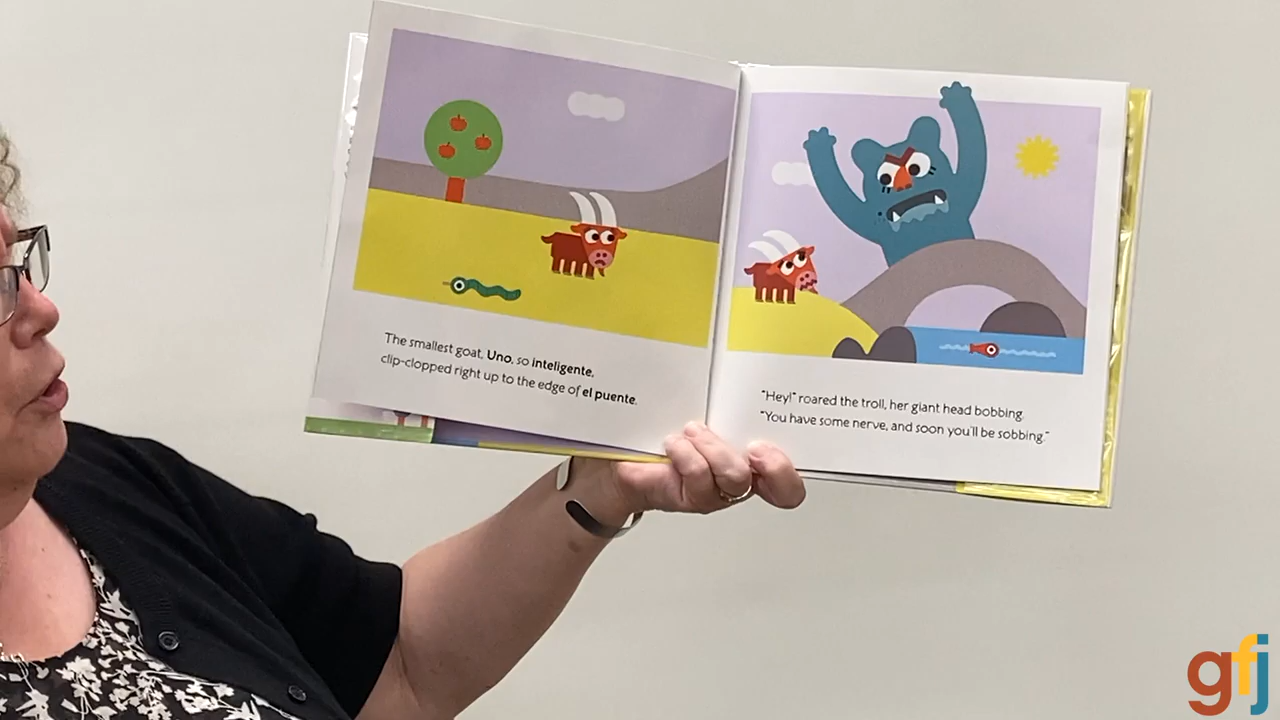 The smallest goat, Uno, so inteligente,
clip-clopped right up to the edge of el puente.
"Hey!" roared the troll, her giant head bobbing.
"You have some nerve, and soon you'll be sobbing."
gfj